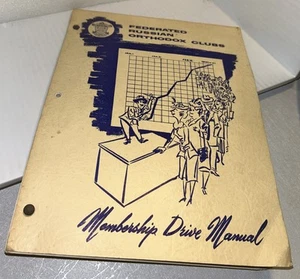 FEDERATED
RUSSIAN
ORTHODOX CLUBS
Membership Drive Manual